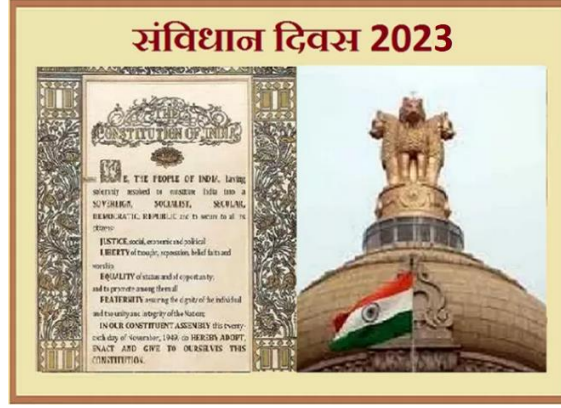 संविधान दिवस 2023
THE
CONSTITUTION OF INDIA
WE, THE PEOPLE OF INDIA, having
solemnly resolved to constitute India into a
SOVEREIGN, SOCIALIST, SECULAR,
DEMOCRATIC, REPUBLIC and to secure to all its
citizens:
JUSTICE, social, economic and political
LIBERTY of thought, expression, belief, faith and
worship
EQUALITY of status and of opportunity;
and to promote among them all
FRATERNITY assuring the dignity of the individual
and the unity and integrity of the Nation;
IN OUR CONSTITUENT ASSEMBLY this twenty-
sixth day of November, 1949, do HEREBY ADOPT,
ENACT AND GIVE TO OURSELVES THIS
CONSTITUTION.